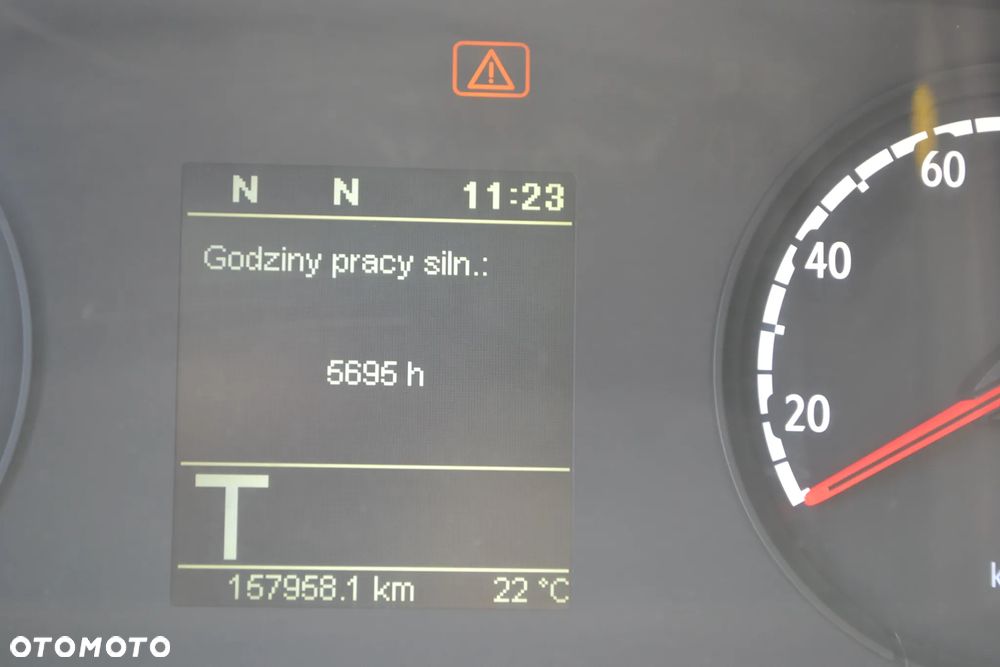 N N 11:23
Godziny pracy siln.:
5695 h
T
157958.1 km 22 °C
60
40
20
k
OTOMOTO